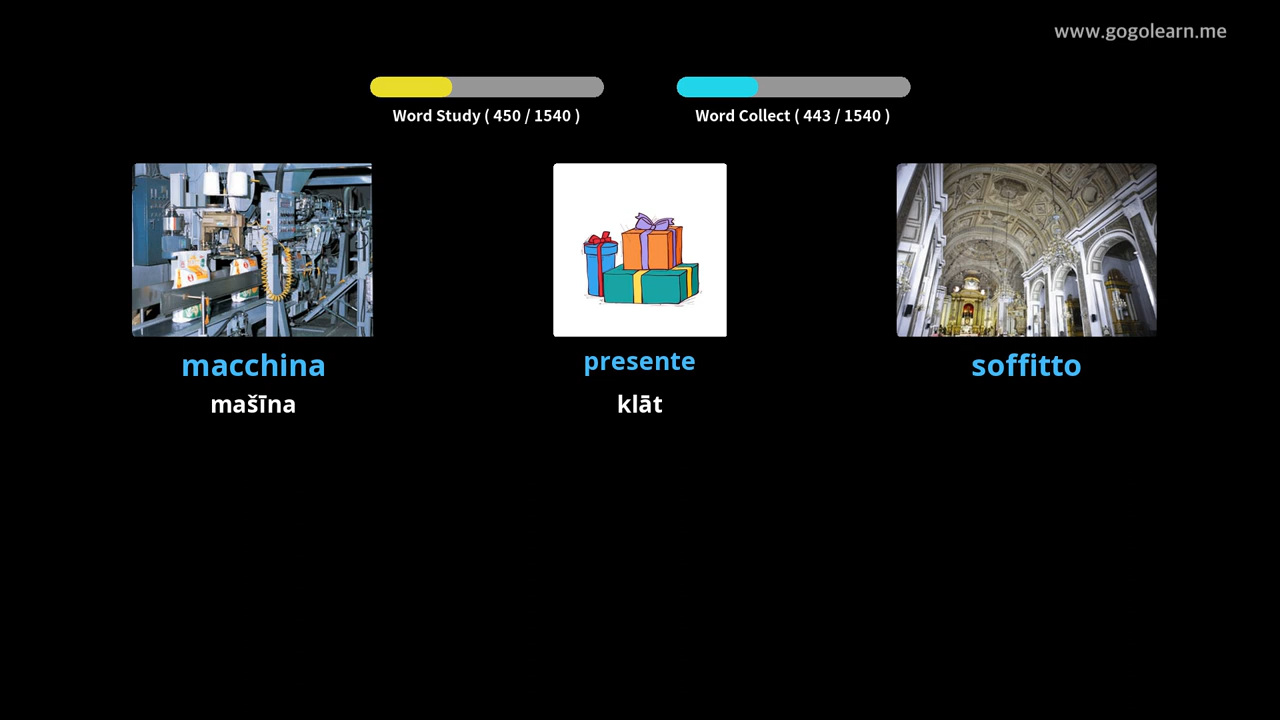 www.gogolearn.me
Word Study ( 450 / 1540 )
Word Collect ( 443 / 1540 )
macchina
mašīna
presente
klāt
soffitto